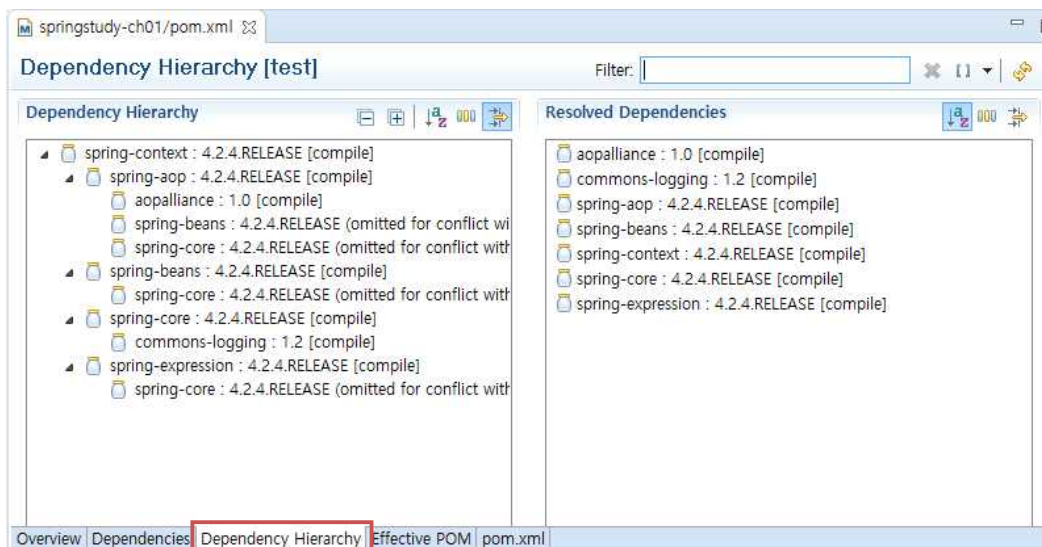 springstudy-ch01/pom.xml
Dependency Hierarchy [test]
Filter:
Dependency Hierarchy
spring-context : 4.2.4.RELEASE [compile]
spring-aop : 4.2.4.RELEASE [compile]
aopalliance : 1.0 [compile]
spring-beans : 4.2.4.RELEASE (omitted for conflict wi
spring-core : 4.2.4.RELEASE (omitted for conflict with
spring-beans : 4.2.4.RELEASE [compile]
spring-core : 4.2.4.RELEASE (omitted for conflict with
spring-core : 4.2.4.RELEASE [compile]
commons-logging : 1.2 [compile]
spring-expression : 4.2.4.RELEASE [compile]
spring-core : 4.2.4.RELEASE (omitted for conflict with
Resolved Dependencies
aopalliance : 1.0 [compile]
commons-logging : 1.2 [compile]
spring-aop : 4.2.4.RELEASE [compile]
spring-beans : 4.2.4.RELEASE [compile]
spring-context : 4.2.4.RELEASE [compile]
spring-core : 4.2.4.RELEASE [compile]
spring-expression : 4.2.4.RELEASE [compile]
Overview Dependencies Dependency Hierarchy Effective POM pom.xml